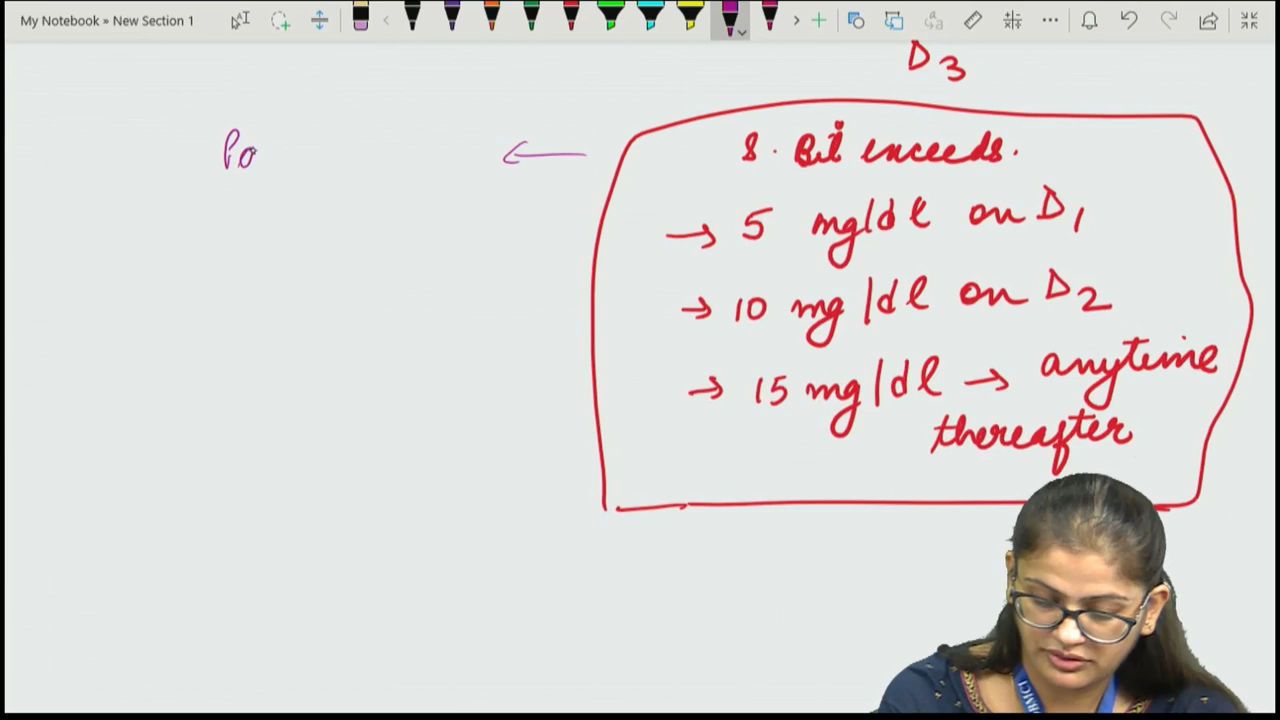 My Notebook » New Section 1
D3
S. Bil exceeds.
→ 5 mg/dl on D1
→ 10 mg/dl on D2
→ 15 mg/dl → anytime
thereafter
← Po